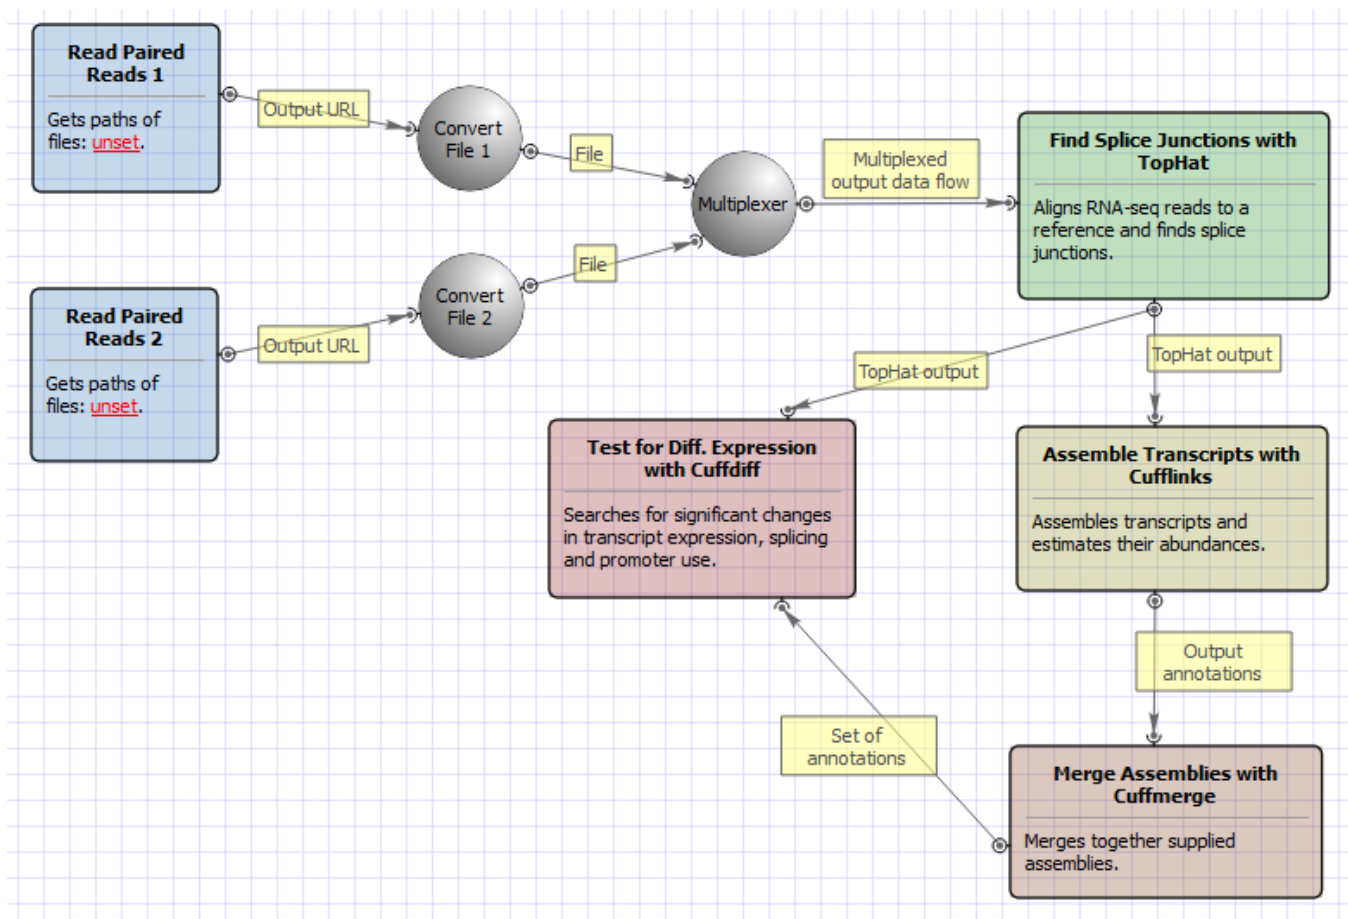 Read Paired
Reads 1
Gets paths of
files: unset.
Output URL
Convert
File 1
File
Multiplexer
Multiplexed
output data flow
Find Splice Junctions with
TopHat
Aligns RNA-seq reads to a
reference and finds splice
junctions.
Read Paired
Reads 2
Gets paths of
files: unset.
Output URL
Convert
File 2
File
TopHat output
TopHat output
Test for Diff. Expression
with Cuffdiff
Searches for significant changes
in transcript expression, splicing
and promoter use.
Assemble Transcripts with
Cufflinks
Assembles transcripts and
estimates their abundances.
Output
annotations
Set of
annotations
Merge Assemblies with
Cuffmerge
Merges together supplied
assemblies.